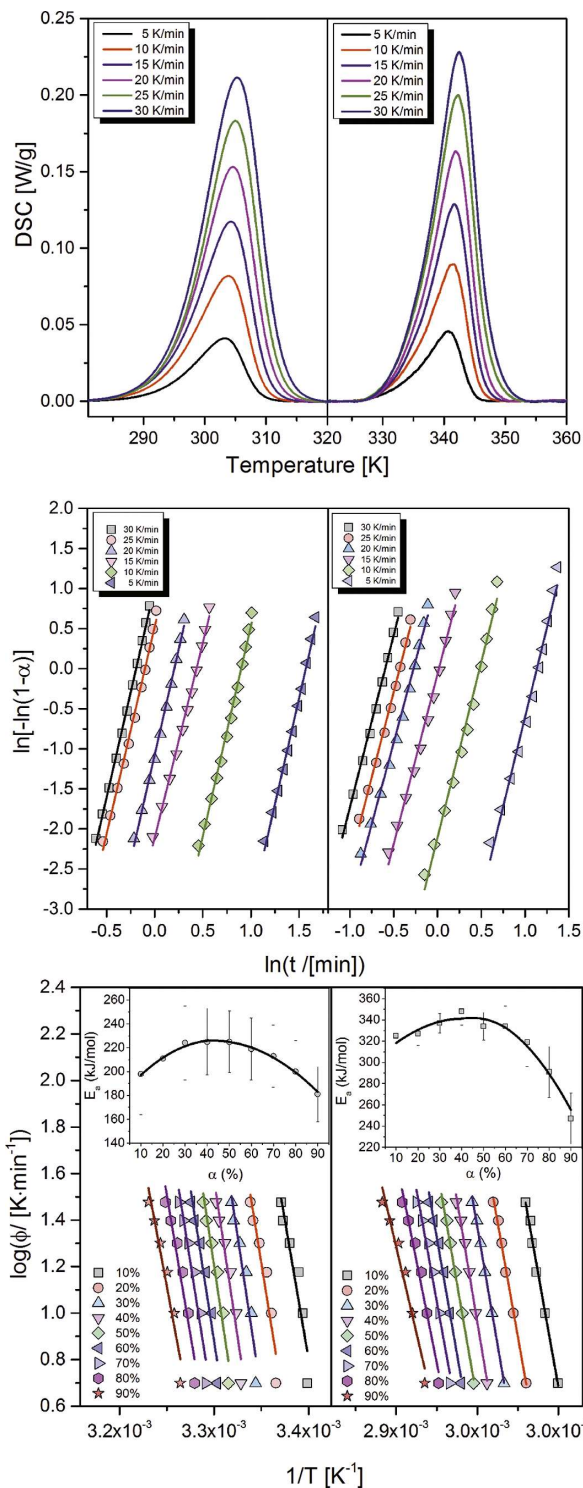 0.25
0.20
0.15
0.10
0.05
0.00
DSC [W/g]
5 K/min
10 K/min
15 K/min
20 K/min
25 K/min
30 K/min
5 K/min
10 K/min
15 K/min
20 K/min
25 K/min
30 K/min
290 300 310 320 330 340 350 360
Temperature [K]
2.0
1.5
1.0
0.5
0.0
-0.5
-1.0
-1.5
-2.0
-2.5
-3.0
ln[-ln(1-α)]
30 K/min
25 K/min
20 K/min
15 K/min
10 K/min
5 K/min
30 K/min
25 K/min
20 K/min
15 K/min
10 K/min
5 K/min
-0.5 0.0 0.5 1.0 1.5 -1.0 -0.5 0.0 0.5 1.0 1.5
ln(t /[min])
2.4
2.2
2.0
1.8
1.6
1.4
1.2
1.0
0.8
0.6
log(ϕ/ [K·min⁻¹])
260
240
220
200
180
160
140
Eₐ (kJ/mol)
10 20 30 40 50 60 70 80 90
α (%)
360
340
320
300
280
260
240
220
Eₐ (kJ/mol)
10 20 30 40 50 60 70 80 90
α (%)
10%
20%
30%
40%
50%
60%
70%
80%
90%
10%
20%
30%
40%
50%
60%
70%
80%
90%
3.2x10⁻³ 3.3x10⁻³ 3.4x10⁻³ 2.9x10⁻³ 3.0x10⁻³ 3.0x10⁻³
1/T [K⁻¹]